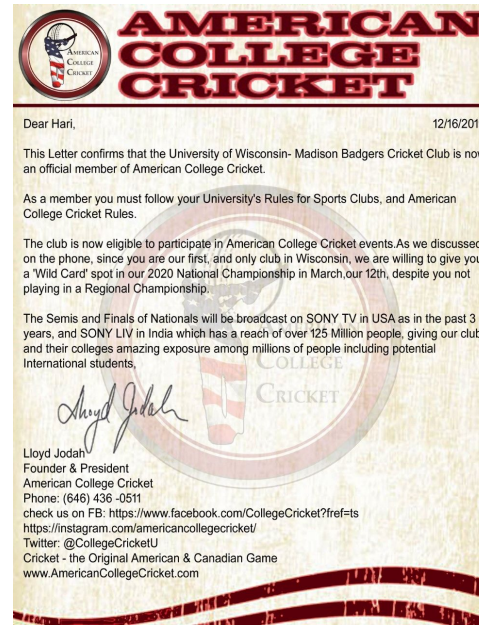 AMERICAN
COLLEGE
CRICKET
AMERICAN
COLLEGE
CRICKET
Dear Hari, 12/16/201
This Letter confirms that the University of Wisconsin- Madison Badgers Cricket Club is now
an official member of American College Cricket.
As a member you must follow your University's Rules for Sports Clubs, and American
College Cricket Rules.
The club is now eligible to participate in American College Cricket events.As we discussed
on the phone, since you are our first, and only club in Wisconsin, we are willing to give you
a 'Wild Card' spot in our 2020 National Championship in March,our 12th, despite you not
playing in a Regional Championship.
The Semis and Finals of Nationals will be broadcast on SONY TV in USA as in the past 3
years, and SONY LIV in India which has a reach of over 125 Million people, giving our club
and their colleges amazing exposure among millions of people including potential
International students,
COLLEGE
CRICKET
Lloyd Jodah
Lloyd Jodah
Founder & President
American College Cricket
Phone: (646) 436 -0511
check us on FB: https://www.facebook.com/CollegeCricket?fref=ts
https://instagram.com/americancollegecricket/
Twitter: @CollegeCricketU
Cricket - the Original American & Canadian Game
www.AmericanCollegeCricket.com